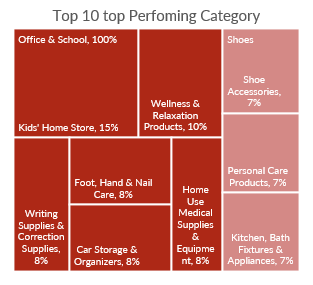 Top 10 top Perfoming Category
Office & School, 100%
Kids' Home Store, 15%
Wellness &
Relaxation
Products, 10%
Shoes
Shoe
Accessories,
7%
Personal Care
Products, 7%
Kitchen, Bath
Fixtures &
Appliances, 7%
Writing
Supplies &
Correction
Supplies,
8%
Foot, Hand & Nail
Care, 8%
Car Storage &
Organizers, 8%
Home
Use
Medical
Supplies
&
Equipme
nt, 8%